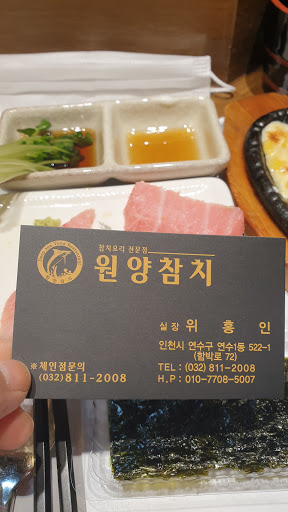 참치요리 전문점
원양참치
실장 위 흥 인
인천시 연수구 연수1동 522-1
(함박로 72)
※체인점문의
(032) 811-2008
TEL : (032) 811-2008
H.P : 010-7708-5007